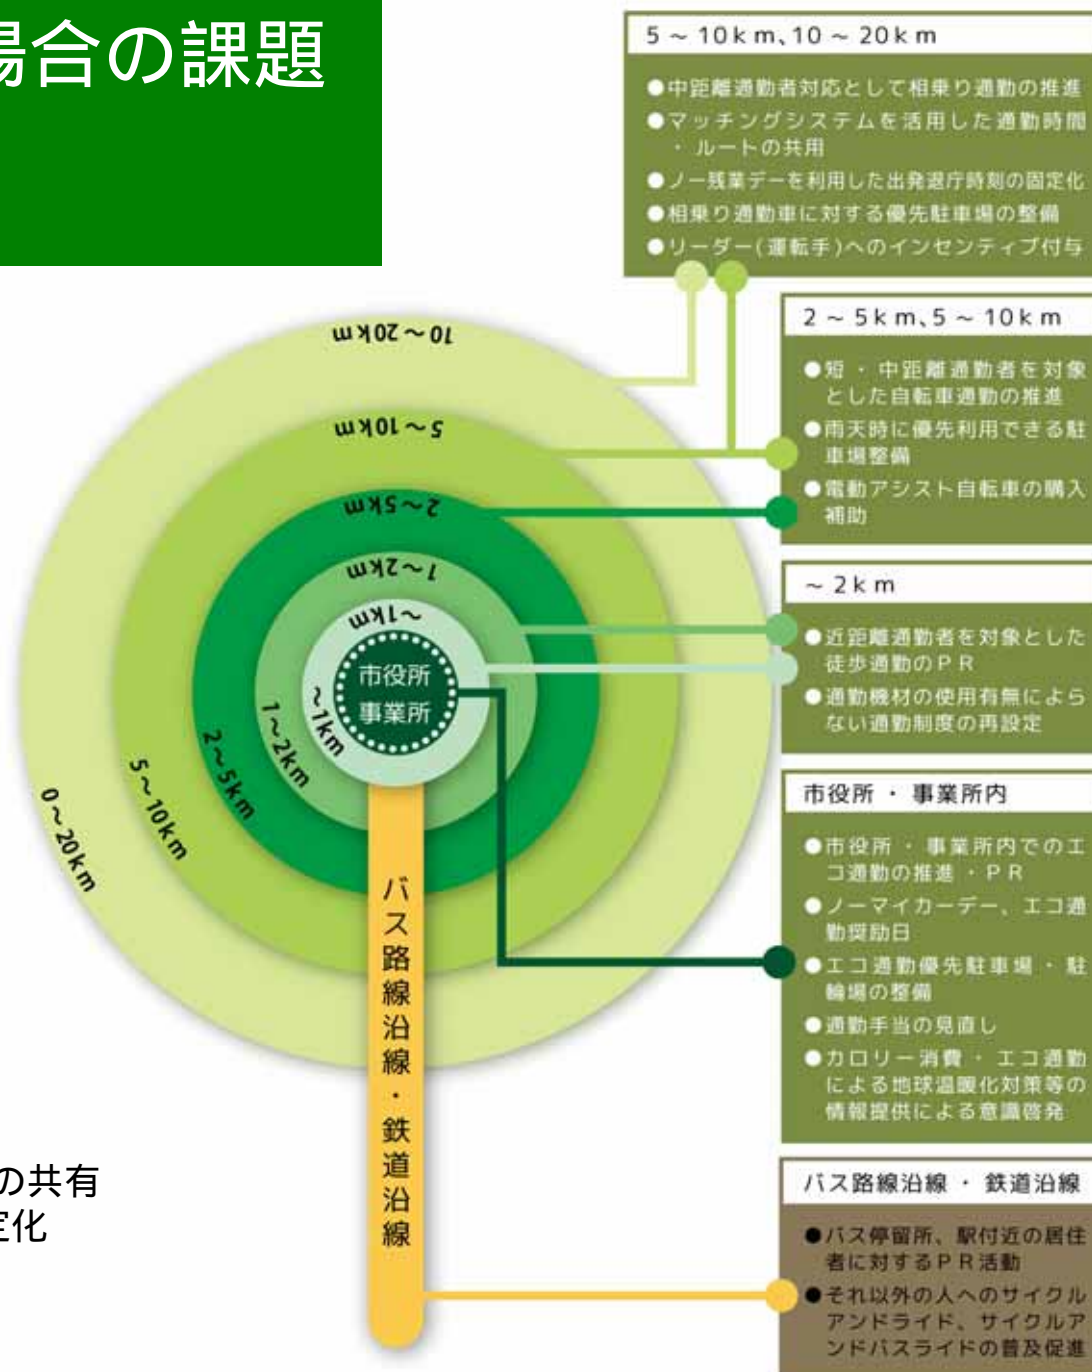 場合の課題
5～10km、10～20km
●中距離通勤者対応として相乗り通勤の推進
●マッチングシステムを活用した通勤時間
・ルートの共用
●ノー残業デーを利用した出発退庁時刻の固定化
●相乗り通勤車に対する優先駐車場の整備
●リーダー(運転手)へのインセンティブ付与
2～5km、5～10km
●短・中距離通勤者を対象
とした自転車通勤の推進
●雨天時に優先利用できる駐
車場整備
●電動アシスト自転車の購入
補助
～2km
●近距離通勤者を対象とした
徒歩通勤のPR
●通勤機材の使用有無によら
ない通勤制度の再設定
市役所・事業所内
●市役所・事業所内でのエ
コ通勤の推進・PR
●ノーマイカーデー、エコ通
勤奨励日
●エコ通勤優先駐車場・駐
輪場の整備
●通勤手当の見直し
●カロリー消費・エコ通勤
による地球温暖化対策等の
情報提供による意識啓発
バス路線沿線・鉄道沿線
●バス停留所、駅付近の居住
者に対するPR活動
●それ以外の人へのサイクル
アンドライド、サイクルア
ンドバスライドの普及促進
10～20km
5～10km
2～5km
1～2km
～1km
市役所
事業所
～1km
1～2km
2～5km
5～10km
0～20km
バス路線沿線・鉄道沿線
の共有
定化